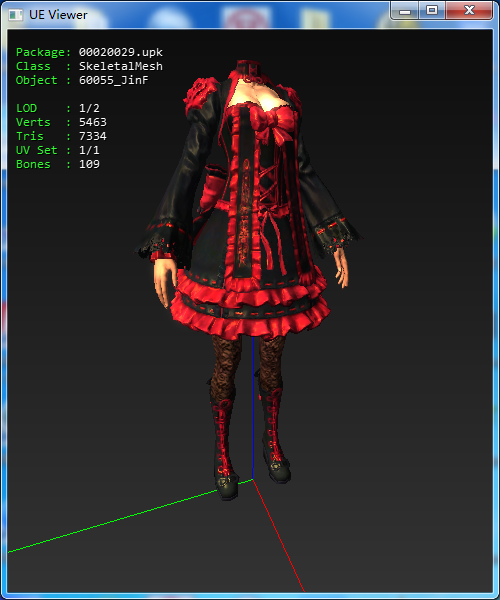 UE Viewer
Package: 00020029.upk
Class : SkeletalMesh
Object : 60055_JinF
LOD : 1/2
Verts : 5463
Tris : 7334
UV Set : 1/1
Bones : 109